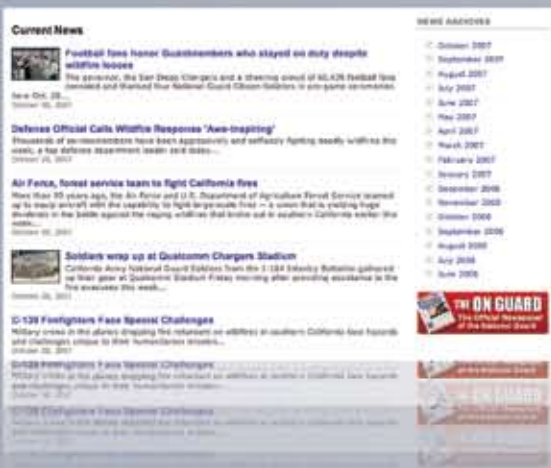 Current News
Football fans honor Guardmembers who stayed on duty despite
wildfire losses
The governor, the San Diego Chargers and a cheering crowd of football fans
and thanked four National Guard Citizen-Soldiers in pre-game ceremonies
here Oct. 28...
October 2007
Defense Official Calls Wildfire Response 'Awe-Inspiring'
Thousands of servicemembers have been aggressively and selflessly fighting deadly wildfires this
week, a top defense department leader said today...
October 2007
Air Force, forest service team to fight California fires
More than 30 years ago, the Air Force and U.S. Department of Agriculture Forest Service teamed
up to equip aircraft with the capability to fight large-scale fires -- a union that is yielding huge
dividends in the battle against the raging wildfires that broke out in southern California earlier this
week...
October 2007
Soldiers wrap up at Qualcomm Chargers Stadium
California Army National Guard Soldiers from the Infantry Battalion gathered
up their gear at Qualcomm Stadium Friday morning after providing assistance to the
fire evacuees this week...
October 2007
C-130 Firefighters Face Special Challenges
Military crews in the planes dropping fire retardant on wildfires in southern California face hazards
and challenges unique to their humanitarian mission...
October 2007
NEWS ARCHIVES
October 2007
September 2007
August 2007
July 2007
June 2007
May 2007
April 2007
March 2007
February 2007
January 2007
December 2006
November 2006
October 2006
September 2006
August 2006
July 2006
June 2006
THE ON GUARD
The Official Newspaper
of the National Guard